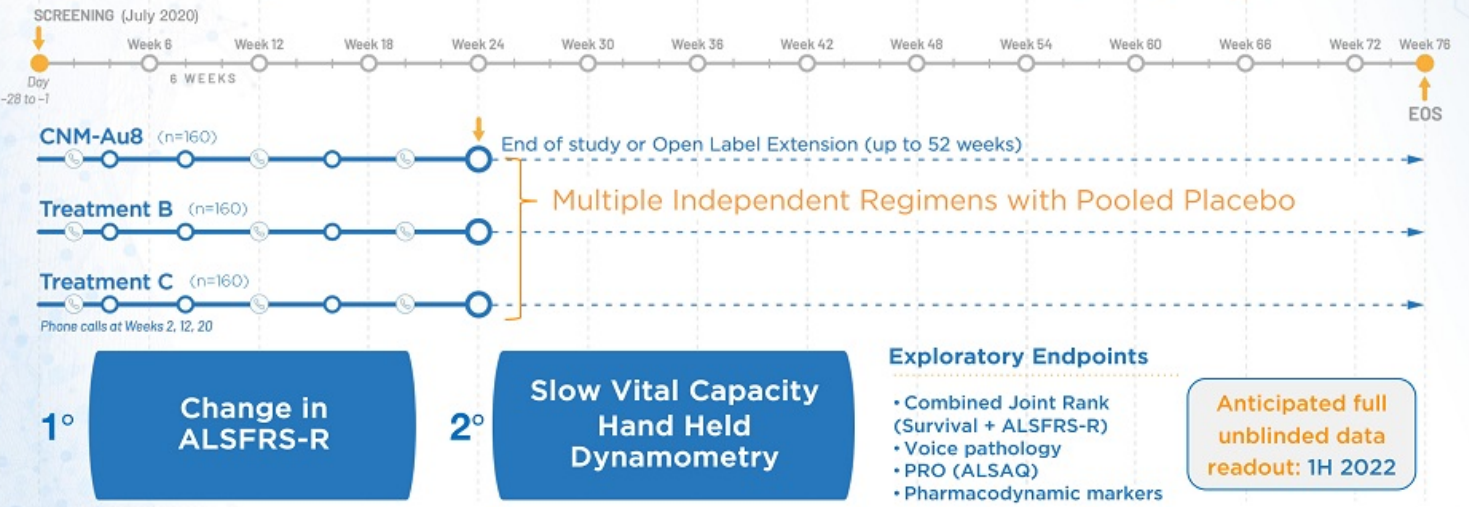 SCREENING (July 2020)
Week 6 Week 12 Week 18 Week 24 Week 30 Week 36 Week 42 Week 48 Week 54 Week 60 Week 66 Week 72 Week 76
6 WEEKS
Day
-28 to -1
EOS
CNM-Au8 (n=160)
End of study or Open Label Extension (up to 52 weeks)
Multiple Independent Regimens with Pooled Placebo
Treatment B (n=160)
Treatment C (n=160)
Phone calls at Weeks 2, 12, 20
1°
Change in
ALSFRS-R
2°
Slow Vital Capacity
Hand Held
Dynamometry
Exploratory Endpoints
• Combined Joint Rank
(Survival + ALSFRS-R)
• Voice pathology
• PRO (ALSAQ)
• Pharmacodynamic markers
Anticipated full
unblinded data
readout: 1H 2022